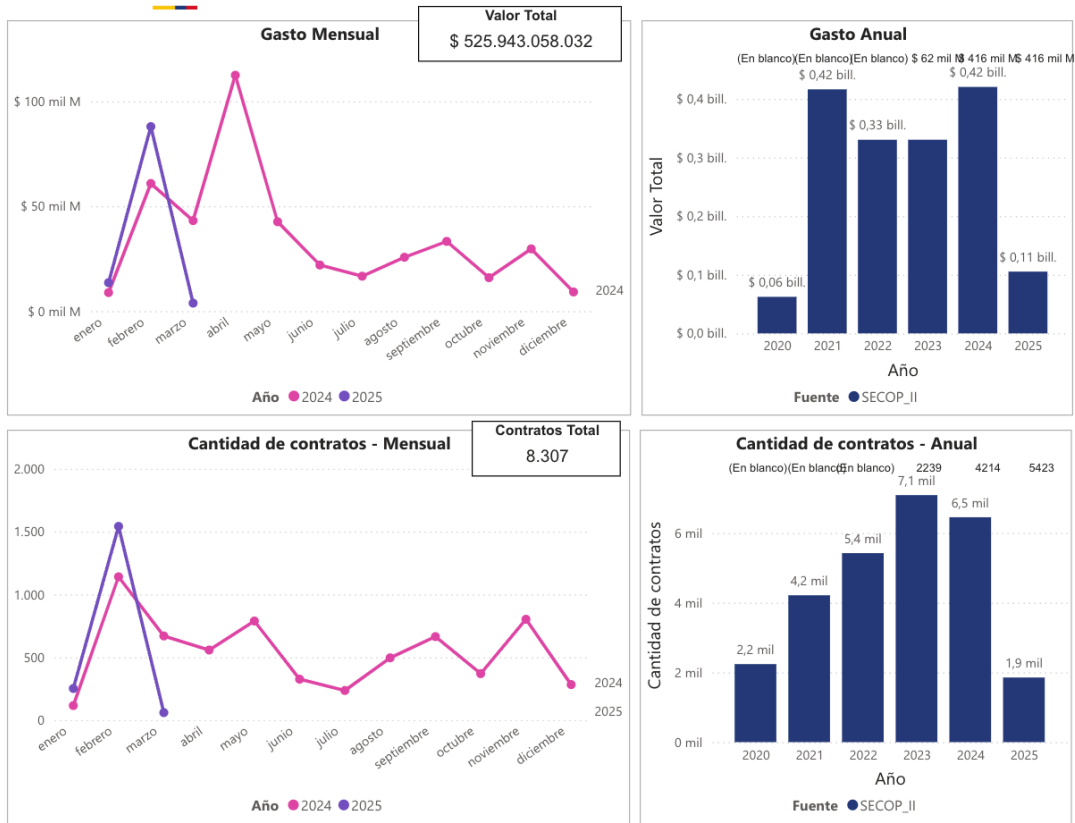 Gasto Mensual
Valor Total
$ 525.943.058.032
$ 100 mil M
$ 50 mil M
$ 0 mil M
enero febrero marzo abril mayo junio julio agosto septiembre octubre noviembre diciembre
2024
Año 2024 2025
Gasto Anual
(En blanco) (En blanco) (En blanco) $ 62 mil M $ 416 mil M $ 416 mil M
$ 0,42 bill. $ 0,42 bill.
$ 0,4 bill.
$ 0,33 bill.
$ 0,3 bill.
Valor Total
$ 0,2 bill.
$ 0,11 bill.
$ 0,1 bill.
$ 0,06 bill.
$ 0,0 bill.
2020 2021 2022 2023 2024 2025
Año
Fuente SECOP_II
Cantidad de contratos - Mensual
Contratos Total
8.307
2.000
1.500
1.000
500
0
2024
2025
enero febrero marzo abril mayo junio julio agosto septiembre octubre noviembre diciembre
Año 2024 2025
Cantidad de contratos - Anual
(En blanco) (En blanco) (En blanco) 2239 4214 5423
7,1 mil
6,5 mil
6 mil
5,4 mil
Cantidad de contratos
4,2 mil
4 mil
2,2 mil
2 mil
1,9 mil
0 mil
2020 2021 2022 2023 2024 2025
Año
Fuente SECOP_II